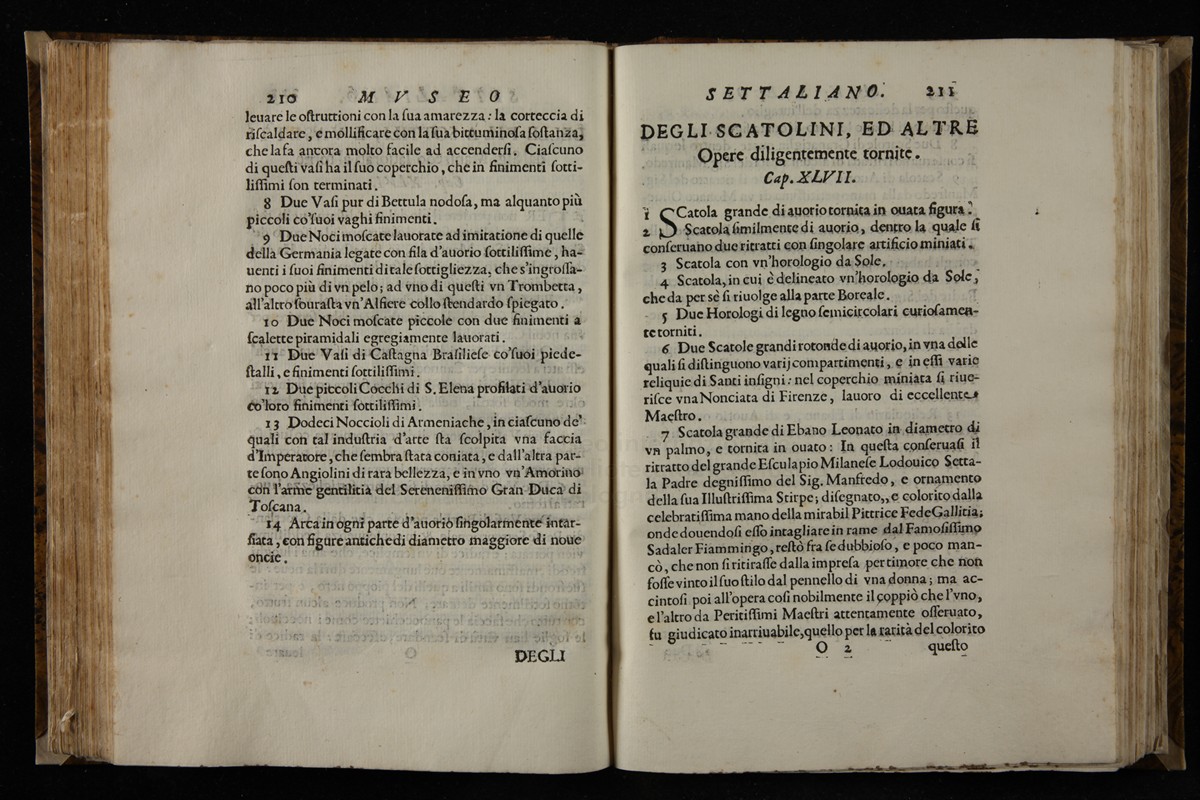 210 MVSEO
leuare le oſtruttioni con la ſua amarezza: la corteccia di
riſcaldare, e mollificare con la ſua bittuminoſa ſoſtanza,
che la fa ancora molto facile ad accenderſi. Ciaſcuno
di queſti vaſi ha il ſuo coperchio, che in finimenti ſotti-
liſſimi ſon terminati.
8 Due Vaſi pur di Bettula nodoſa, ma alquanto più
piccoli co'ſuoi vaghi finimenti.
9 Due Noci moſcate lauorate ad imitatione di quelle
della Germania legate con fila d'auorio ſottiliſſime, ha-
uenti i ſuoi finimenti di tale ſottigliezza, che s'ingroſſa-
no poco più di vn pelo; ad vno di queſti vn Trombetta,
all'altro ſouraſta vn'Alfiere collo ſtendardo ſpiegato.
10 Due Noci moſcate piccole con due finimenti a
ſcalette piramidali egregiamente lauorati.
11 Due Vaſi di Caſtagna Braſilieſe co'ſuoi piede-
ſtalli, e finimenti ſottiliſſimi.
12 Due piccoli Cocchi di S. Elena profilati d'auorio
co'loro finimenti ſottiliſſimi.
13 Dodeci Noccioli di Armeniache, in ciaſcuno de'
quali con tal induſtria d'arte ſta ſcolpita vna faccia
d'Imperatore, che ſembra ſtata coniata, e dall'altra par-
te ſono Angiolini di rara bellezza, e in vno vn'Amorino
con l'arme gentilitia del Sereneniſſimo Gran Duca di
Toſcana.
14 Arca in ogni parte d'auorio ſingolarmente intar-
ſiata, con figure antiche di diametro maggiore di noue
oncie.
DEGLI
SETTALIANO. 211
DEGLI SCATOLINI, ED ALTRE
Opere diligentemente tornite.
Cap. XLVII.
1 SCatola grande di auorio tornita in ouata figura.
2 Scatola ſimilmente di auorio, dentro la quale ſi
conſeruano due ritratti con ſingolare artificio miniati.
3 Scatola con vn'horologio da Sole.
4 Scatola, in cui è delineato vn'horologio da Sole,
che da per sè ſi riuolge alla parte Boreale.
5 Due Horologi di legno ſemicircolari curioſamen-
te torniti.
6 Due Scatole grandi rotonde di auorio, in vna delle
quali ſi diſtinguono varij compartimenti, e in eſſi varie
reliquie di Santi inſigni: nel coperchio miniata ſi riue-
riſce vna Nonciata di Firenze, lauoro di eccellente
Maeſtro.
7 Scatola grande di Ebano Leonato in diametro di
vn palmo, e tornita in ouato: In queſta conſeruaſi il
ritratto del grande Eſculapio Milaneſe Lodouico Setta-
la Padre degniſſimo del Sig. Manfredo, e ornamento
della ſua Illuſtriſſima Stirpe; diſegnato,, e colorito dalla
celebratiſſima mano della mirabil Pittrice Fede Gallitia;
onde douendoſi eſſo intagliare in rame dal Famoſiſſimo
Sadaler Fiammingo, reſtò fra ſe dubbioſo, e poco man-
cò, che non ſi ritiraſſe dalla impreſa per timore che non
foſſe vinto il ſuo ſtilo dal pennello di vna donna; ma ac-
cintoſi poi all'opera coſi nobilmente il coppiò che l'vno,
e l'altro da Peritiſſimi Maeſtri attentamente oſſeruato,
fu giudicato inarriuabile, quello per la rarità del colorito
O 2 queſto